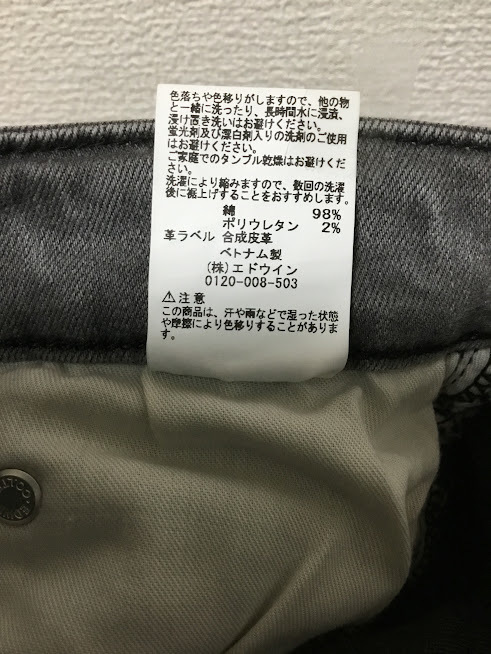 色落ちや色移りがしますので、他の物
と一緒に洗ったり、長時間水に浸漬、
浸け置き洗いはお避けください。
蛍光剤及び漂白剤入りの洗剤のご使用
はお避けください。
ご家庭でのタンブル乾燥はお避けくださ
い。
洗濯により縮みますので、数回の洗濯
後に裾上げすることをおすすめします。
綿 98%
ポリウレタン 2%
革ラベル 合成皮革
ベトナム製
(株)エドウイン
0120-008-503
⚠注意
この商品は、汗や雨などで湿った状態
や摩擦により色移りすることがありま
す。